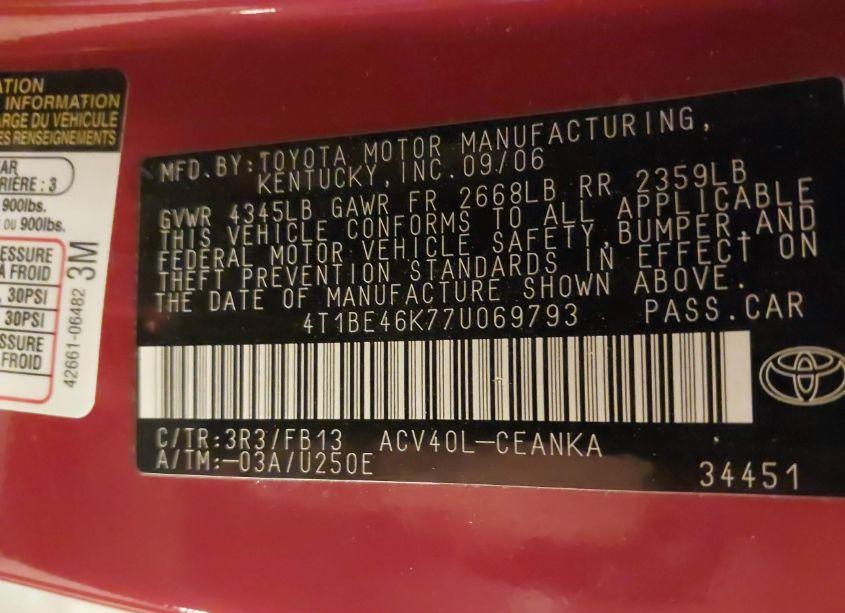 ATION
INFORMATION
ARGE DU VÉHICULE
ES RENSEIGNEMENTS
AR
RIÈRE : 3
900lbs.
ou 900lbs.
ESSURE
À FROID
, 30PSI
30PSI
SSURE
FROID
42661-06482 3M
MFD.BY:TOYOTA MOTOR MANUFACTURING,
KENTUCKY,INC.09/06
GVWR 4345LB GAWR FR 2668LB RR 2359LB
THIS VEHICLE CONFORMS TO ALL APPLICABLE
FEDERAL MOTOR VEHICLE SAFETY,BUMPER,AND
THEFT PREVENTION STANDARDS IN EFFECT ON
THE DATE OF MANUFACTURE SHOWN ABOVE.
4T1BE46K77U069793 PASS.CAR
C/TR:3R3/FB13 ACV40L-CEANKA
A/TM:-03A/U250E
34451